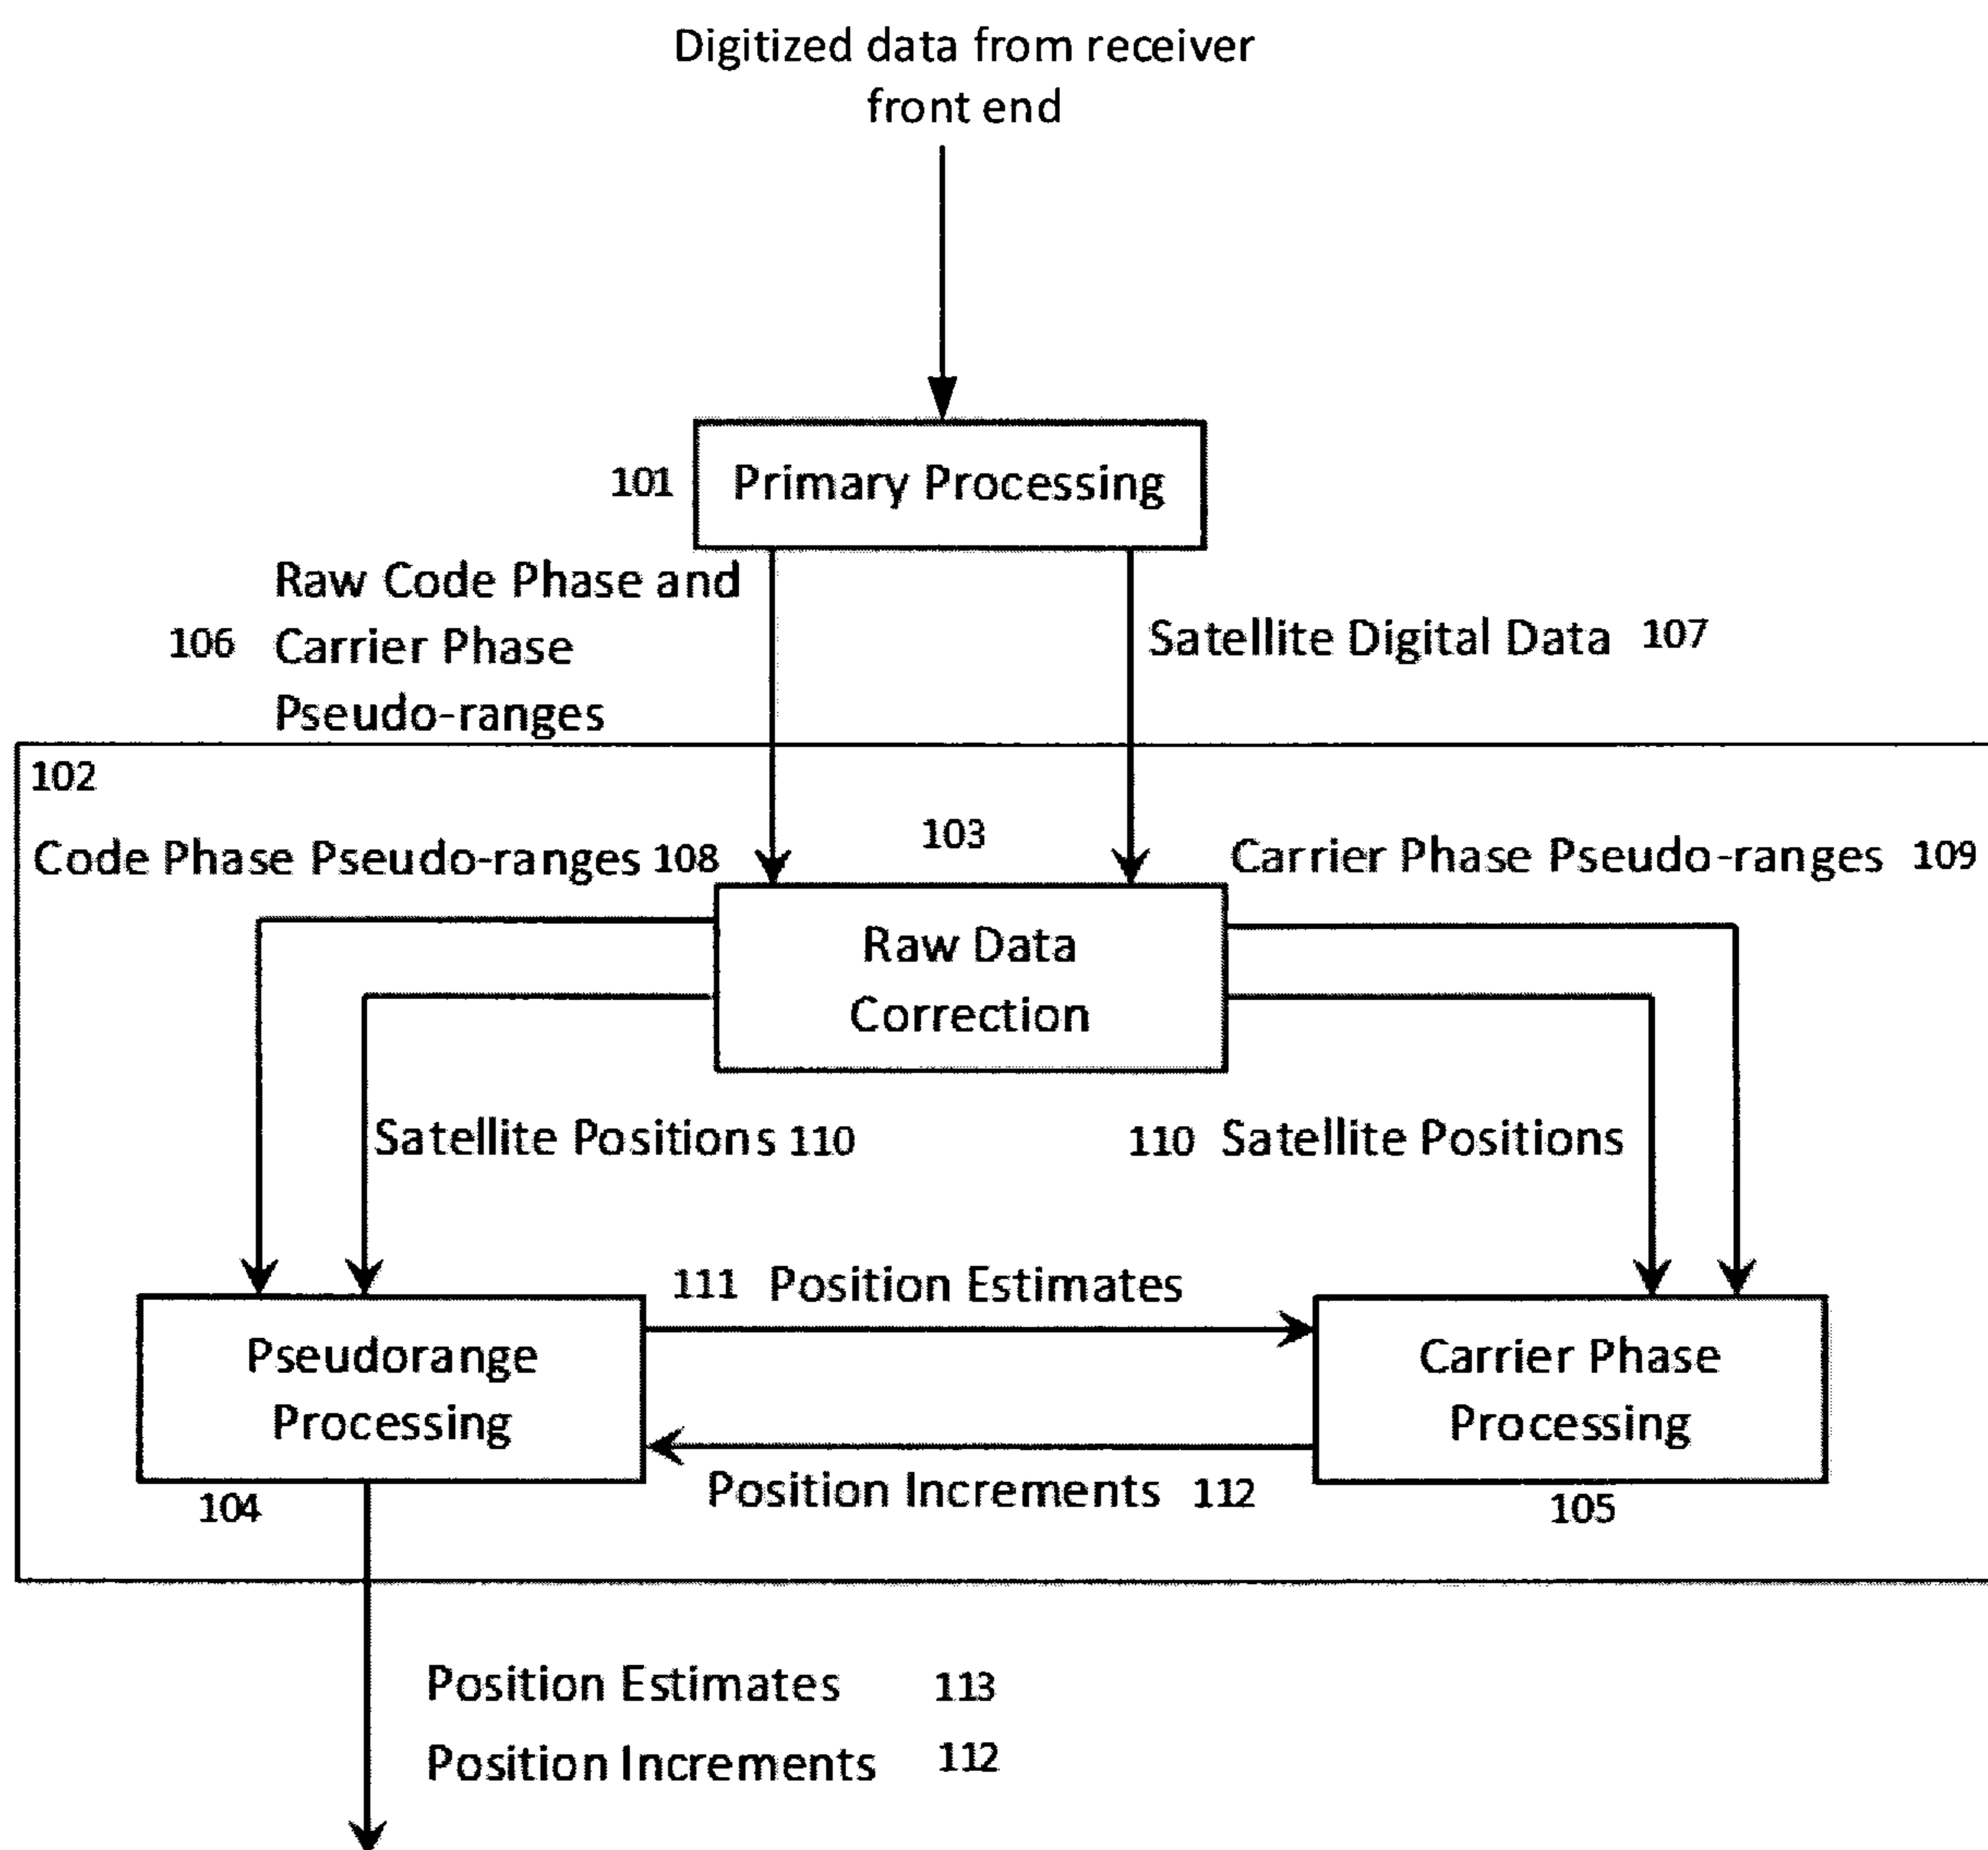 Digitized data from receiver
front end
101 Primary Processing
Raw Code Phase and
106 Carrier Phase
Pseudo-ranges
Satellite Digital Data 107
102
103
Code Phase Pseudo-ranges 108
Carrier Phase Pseudo-ranges 109
Raw Data
Correction
Satellite Positions 110
110 Satellite Positions
111 Position Estimates
Pseudorange
Processing
Carrier Phase
Processing
Position Increments 112
104
105
Position Estimates 113
Position Increments 112